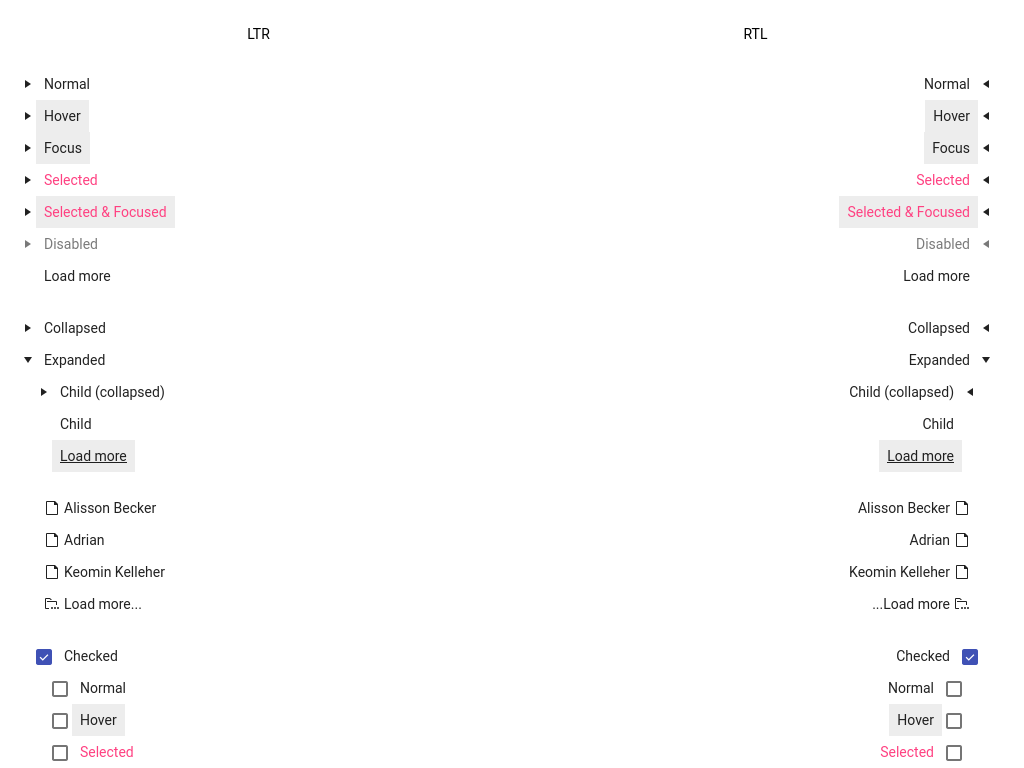 LTR RTL
Normal Normal
Hover Hover
Focus Focus
Selected Selected
Selected & Focused Selected & Focused
Disabled Disabled
Load more Load more
Collapsed Collapsed
Expanded Expanded
Child (collapsed) Child (collapsed)
Child Child
Load more Load more
Alisson Becker Alisson Becker
Adrian Adrian
Keomin Kelleher Keomin Kelleher
Load more... ...Load more
Checked Checked
Normal Normal
Hover Hover
Selected Selected